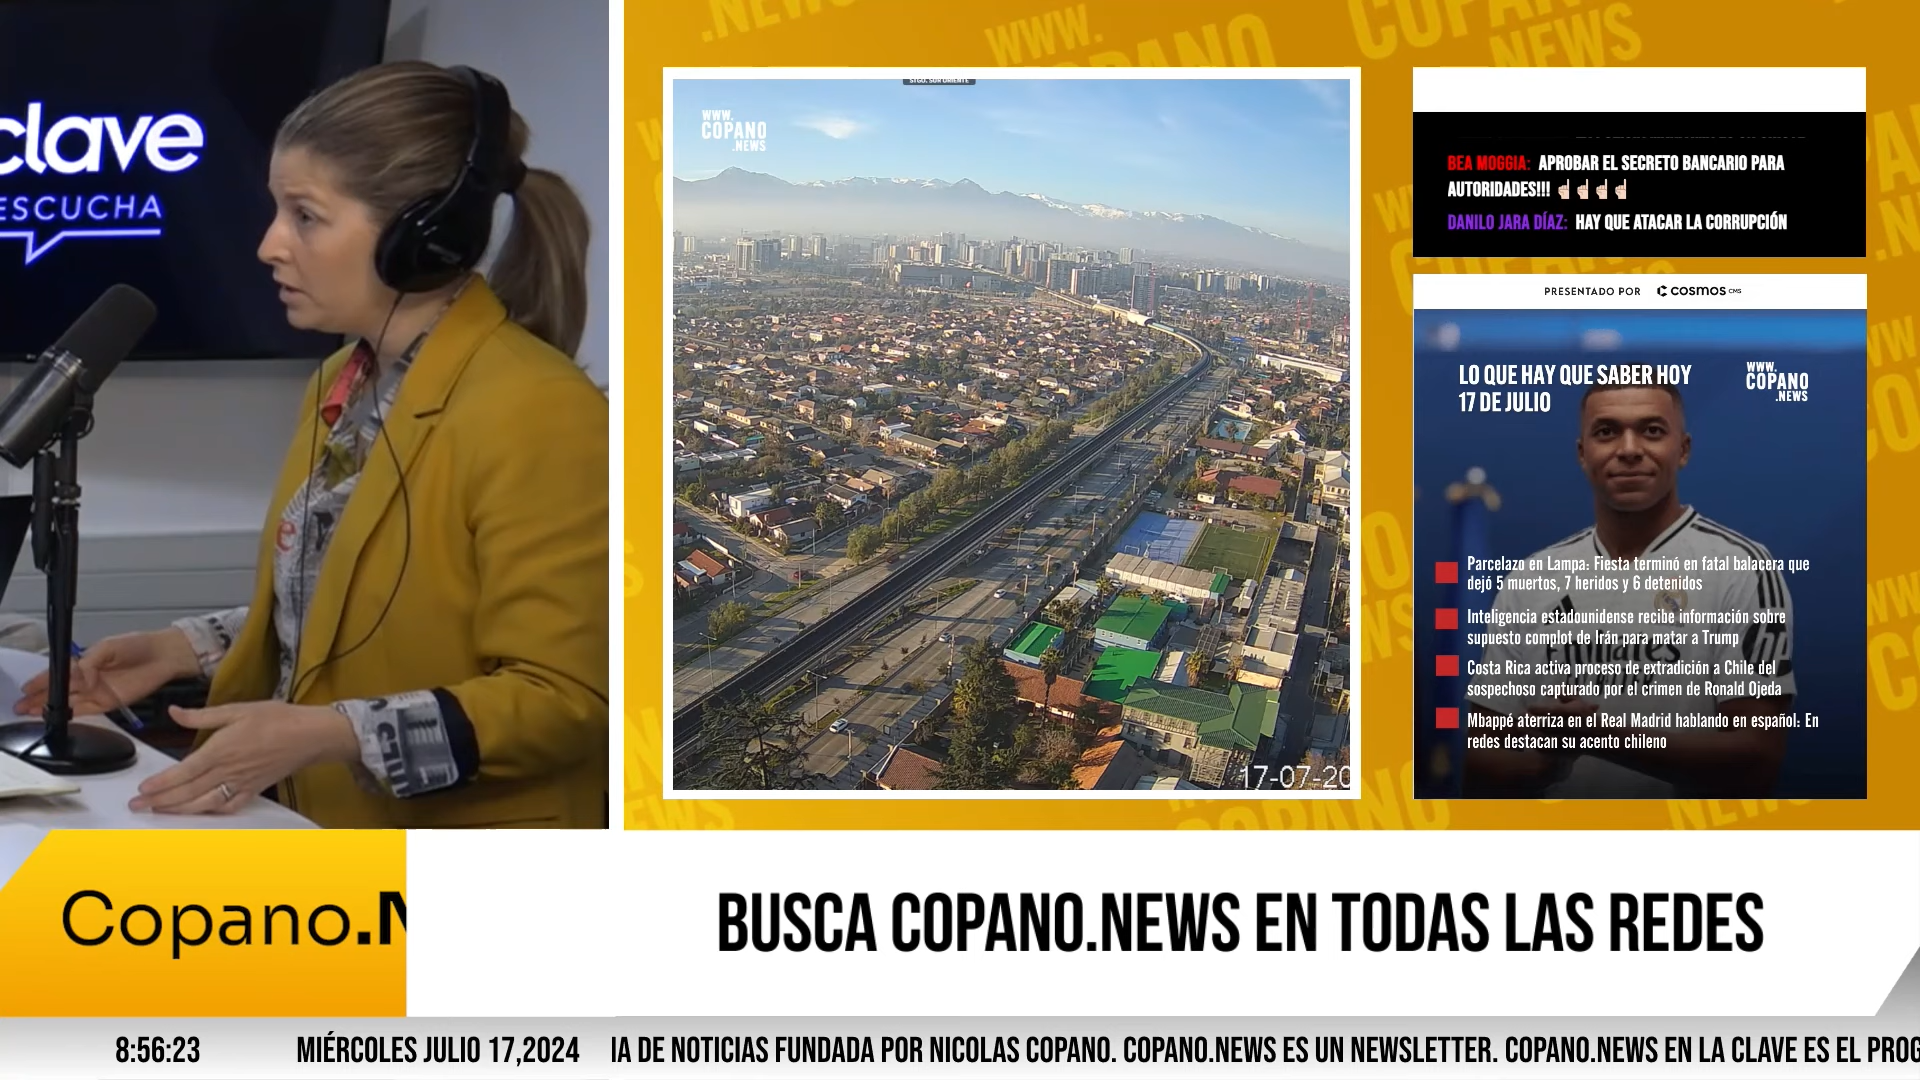 clave
ESCUCHA
STGO. SUR ORIENTE
WWW.
COPANO
.NEWS
17-07-20
BEA MOGGIA: APROBAR EL SECRETO BANCARIO PARA
AUTORIDADES!!! ☝🏻☝🏻☝🏻☝🏻
DANILO JARA DÍAZ: HAY QUE ATACAR LA CORRUPCIÓN
PRESENTADO POR COSMOS CMS
LO QUE HAY QUE SABER HOY
17 DE JULIO
WWW.
COPANO
.NEWS
Parcelazo en Lampa: Fiesta terminó en fatal balacera que
dejó 5 muertos, 7 heridos y 6 detenidos
Inteligencia estadounidense recibe información sobre
supuesto complot de Irán para matar a Trump
Costa Rica activa proceso de extradición a Chile del
sospechoso capturado por el crimen de Ronald Ojeda
Mbappé aterriza en el Real Madrid hablando en español: En
redes destacan su acento chileno
Copano.N
BUSCA COPANO.NEWS EN TODAS LAS REDES
8:56:23 MIÉRCOLES JULIO 17,2024 IA DE NOTICIAS FUNDADA POR NICOLAS COPANO. COPANO.NEWS ES UN NEWSLETTER. COPANO.NEWS EN LA CLAVE ES EL PROG